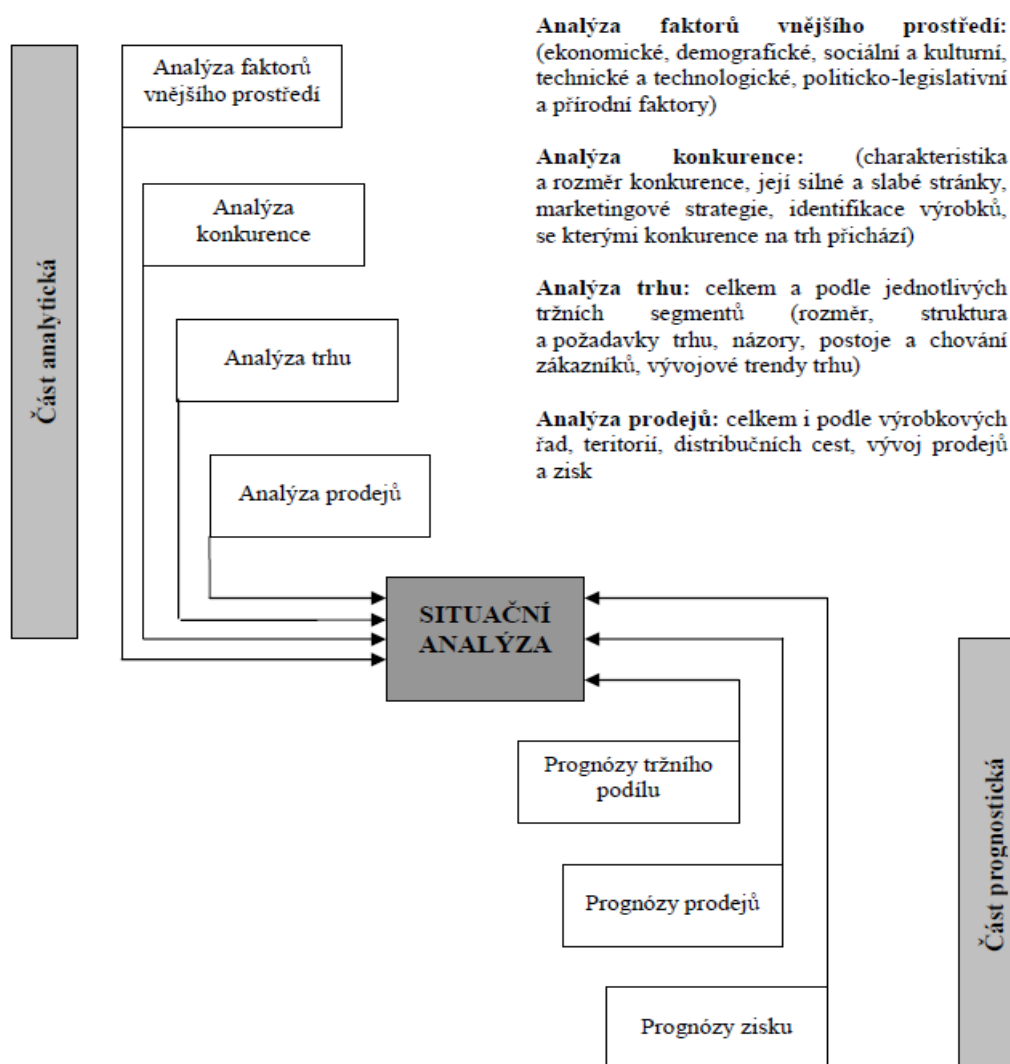 Analýza faktorů vnějšího prostředí:
(ekonomické, demografické, sociální a kulturní,
technické a technologické, politicko-legislativní
a přírodní faktory)
Analýza konkurence: (charakteristika
a rozměr konkurence, její silné a slabé stránky,
marketingové strategie, identifikace výrobků,
se kterými konkurence na trh přichází)
Analýza trhu: celkem a podle jednotlivých
tržních segmentů (rozměr, struktura
a požadavky trhu, názory, postoje a chování
zákazníků, vývojové trendy trhu)
Analýza prodejů: celkem i podle výrobkových
řad, teritorií, distribučních cest, vývoj prodejů
a zisk
Část analytická
Analýza faktorů
vnějšího prostředí
Analýza
konkurence
Analýza trhu
Analýza prodejů
SITUAČNÍ
ANALÝZA
Prognózy tržního
podílu
Prognózy prodejů
Prognózy zisku
Část prognostická